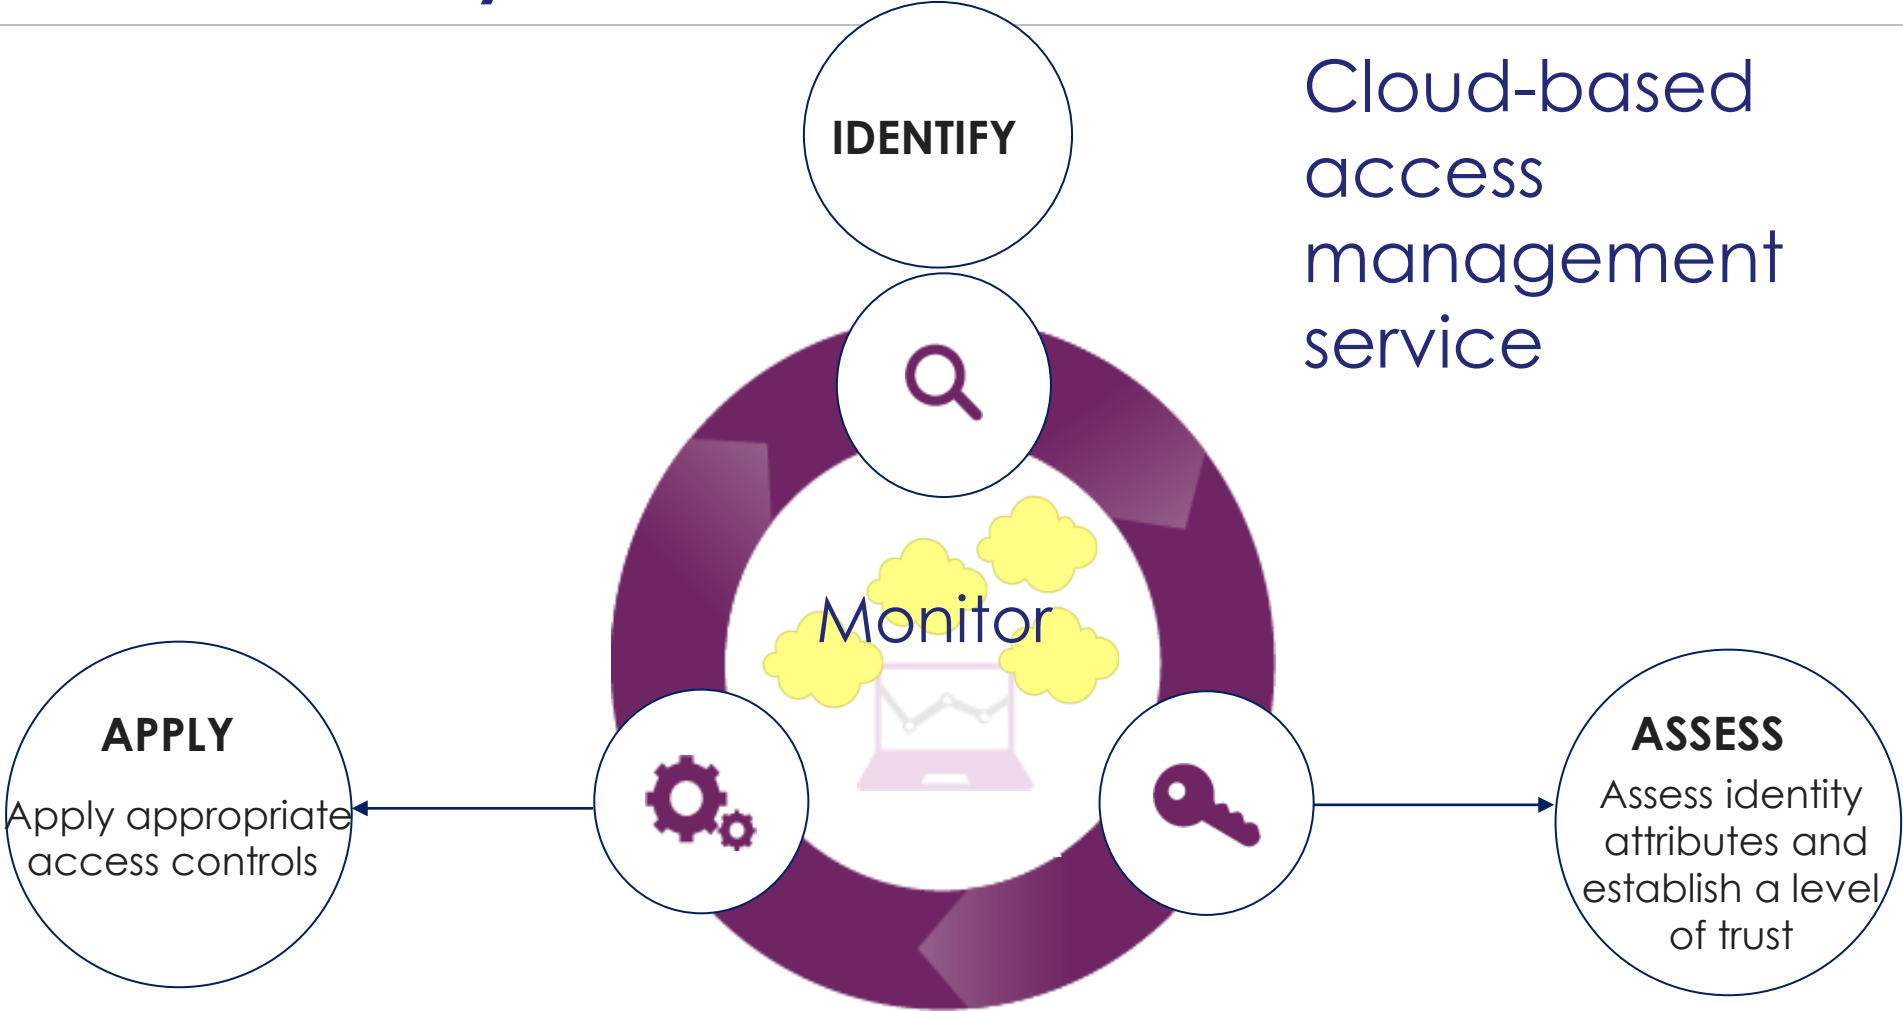 IDENTIFY
Cloud-based
access
management
service
Monitor
APPLY
Apply appropriate
access controls
ASSESS
Assess identity
attributes and
establish a level
of trust